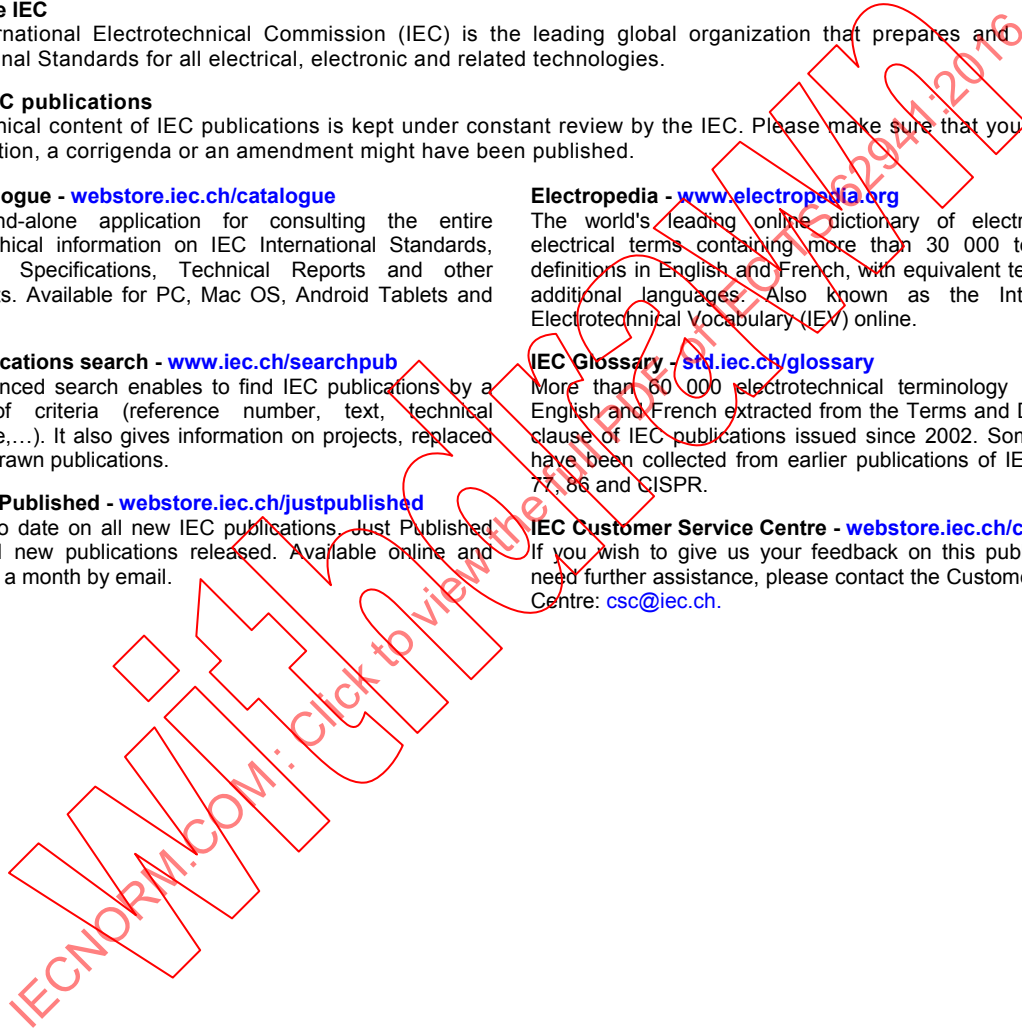 e IEC
rnational Electrotechnical Commission (IEC) is the leading global organization that prepares and
nal Standards for all electrical, electronic and related technologies.
C publications
nical content of IEC publications is kept under constant review by the IEC. Please make sure that you
tion, a corrigenda or an amendment might have been published.
ogue - webstore.iec.ch/catalogue
nd-alone application for consulting the entire
hical information on IEC International Standards,
Specifications, Technical Reports and other
ts. Available for PC, Mac OS, Android Tablets and
cations search - www.iec.ch/searchpub
nced search enables to find IEC publications by a
of criteria (reference number, text, technical
e,…). It also gives information on projects, replaced
drawn publications.
Published - webstore.iec.ch/justpublished
o date on all new IEC publications. Just Published
l new publications released. Available online and
a month by email.
Electropedia - www.electropedia.org
The world's leading online dictionary of electr
electrical terms containing more than 30 000 te
definitions in English and French, with equivalent te
additional languages. Also known as the Int
Electrotechnical Vocabulary (IEV) online.
IEC Glossary - std.iec.ch/glossary
More than 60 000 electrotechnical terminology
English and French extracted from the Terms and D
clause of IEC publications issued since 2002. Som
have been collected from earlier publications of IE
77, 86 and CISPR.
IEC Customer Service Centre - webstore.iec.ch/c
If you wish to give us your feedback on this pub
need further assistance, please contact the Custome
Centre: csc@iec.ch.
withdrawn
IECNORM.COM : Click to view the full PDF of IEC TS 62941:2016